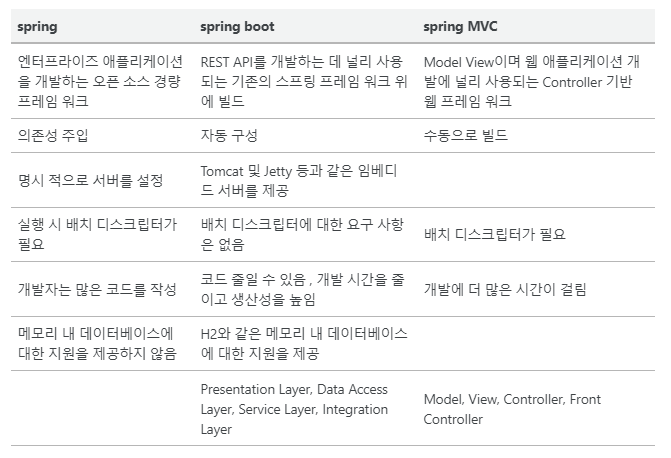 spring spring boot spring MVC
엔터프라이즈 애플리케이션
을 개발하는 오픈 소스 경량
프레임 워크
REST API를 개발하는 데 널리 사용
되는 기존의 스프링 프레임 워크 위
에 빌드
Model View이며 웹 애플리케이션 개
발에 널리 사용되는 Controller 기반
웹 프레임 워크
의존성 주입
자동 구성
수동으로 빌드
명시 적으로 서버를 설정
Tomcat 및 Jetty 등과 같은 임베디
드 서버를 제공
실행 시 배치 디스크립터가
필요
배치 디스크립터에 대한 요구 사항
은 없음
배치 디스크립터가 필요
개발자는 많은 코드를 작성
코드 줄일 수 있음 , 개발 시간을 줄
이고 생산성을 높임
개발에 더 많은 시간이 걸림
메모리 내 데이터베이스에
대한 지원을 제공하지 않음
H2와 같은 메모리 내 데이터베이스
에 대한 지원을 제공
Presentation Layer, Data Access
Layer, Service Layer, Integration
Layer
Model, View, Controller, Front
Controller